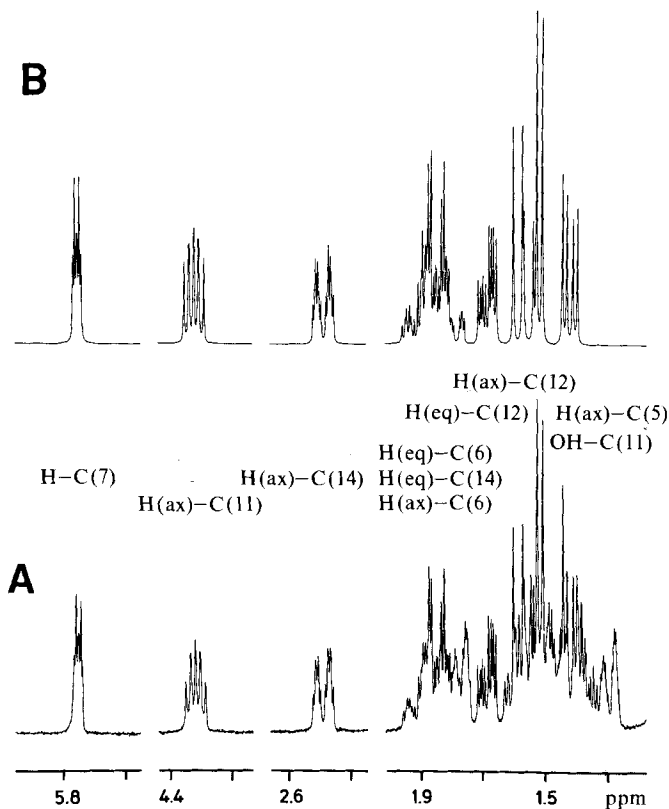 B
H(ax)–C(12)
H(eq)–C(12) H(ax)–C(5)
OH–C(11)
H(eq)–C(6)
H–C(7) H(ax)–C(14) H(eq)–C(14)
H(ax)–C(11) H(ax)–C(6)
A
5.8 4.4 2.6 1.9 1.5 ppm